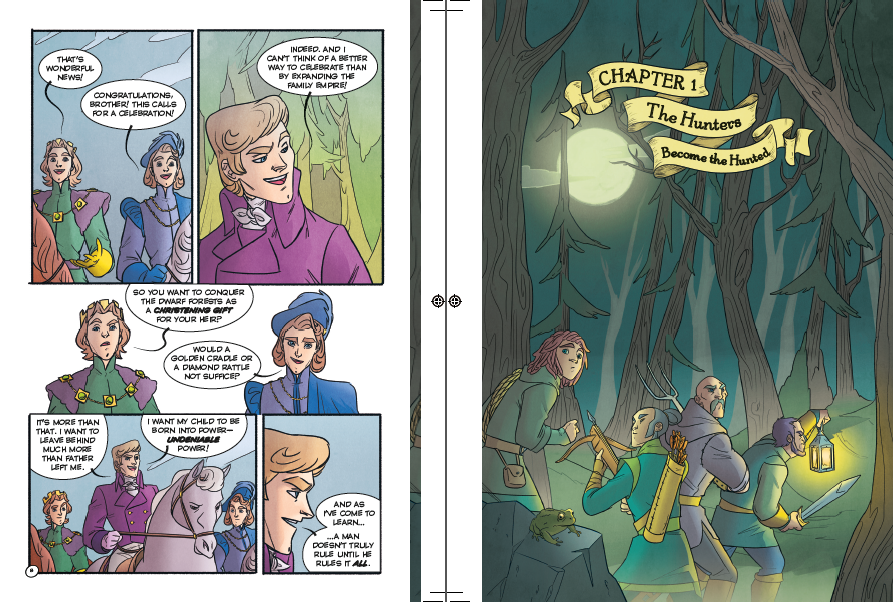 THAT'S
WONDERFUL
NEWS!
CONGRATULATIONS,
BROTHER! THIS CALLS
FOR A CELEBRATION!
INDEED. AND I
CAN'T THINK OF A BETTER
WAY TO CELEBRATE THAN
BY EXPANDING THE
FAMILY EMPIRE!
SO YOU WANT TO CONQUER
THE DWARF FORESTS AS
A CHRISTENING GIFT
FOR YOUR HEIR?
WOULD A
GOLDEN CRADLE OR
A DIAMOND RATTLE
NOT SUFFICE?
IT'S MORE THAN
THAT. I WANT TO
LEAVE BEHIND
MUCH MORE
THAN FATHER
LEFT ME.
I WANT MY CHILD TO BE
BORN INTO POWER—
UNDENIABLE
POWER!
AND AS
I'VE COME TO
LEARN...
...A MAN
DOESN'T TRULY
RULE UNTIL HE
RULES IT ALL.
CHAPTER 1
The Hunters
Become the Hunted